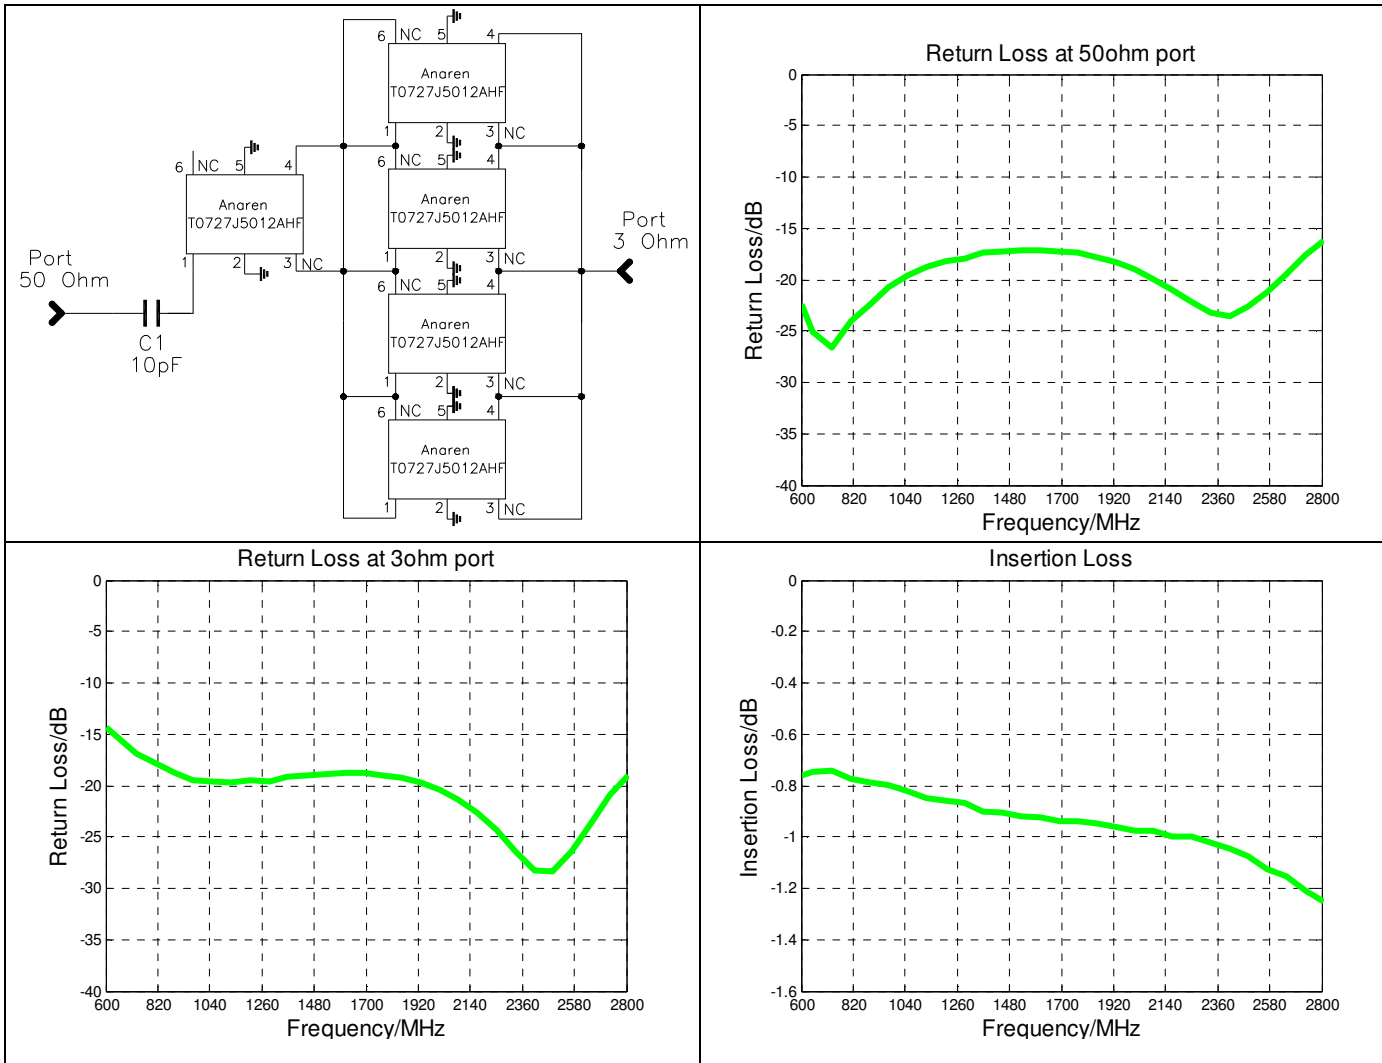 6 NC 5 4
Anaren
T0727J5012AHF
1 2 3 NC
6 NC 5 4
Anaren
T0727J5012AHF
1 2 3 NC
6 NC 5 4
Anaren
T0727J5012AHF
1 2 3 NC
6 NC 5 4
Anaren
T0727J5012AHF
1 2 3 NC
6 NC 5 4
Anaren
T0727J5012AHF
1 2 3 NC
Port
50 Ohm
C1
10pF
Port
3 Ohm
Return Loss at 50ohm port
Return Loss/dB
0
-5
-10
-15
-20
-25
-30
-35
-40
600 820 1040 1260 1480 1700 1920 2140 2360 2580 2800
Frequency/MHz
Return Loss at 3ohm port
Return Loss/dB
0
-5
-10
-15
-20
-25
-30
-35
-40
600 820 1040 1260 1480 1700 1920 2140 2360 2580 2800
Frequency/MHz
Insertion Loss
Insertion Loss/dB
0
-0.2
-0.4
-0.6
-0.8
-1
-1.2
-1.4
-1.6
600 820 1040 1260 1480 1700 1920 2140 2360 2580 2800
Frequency/MHz